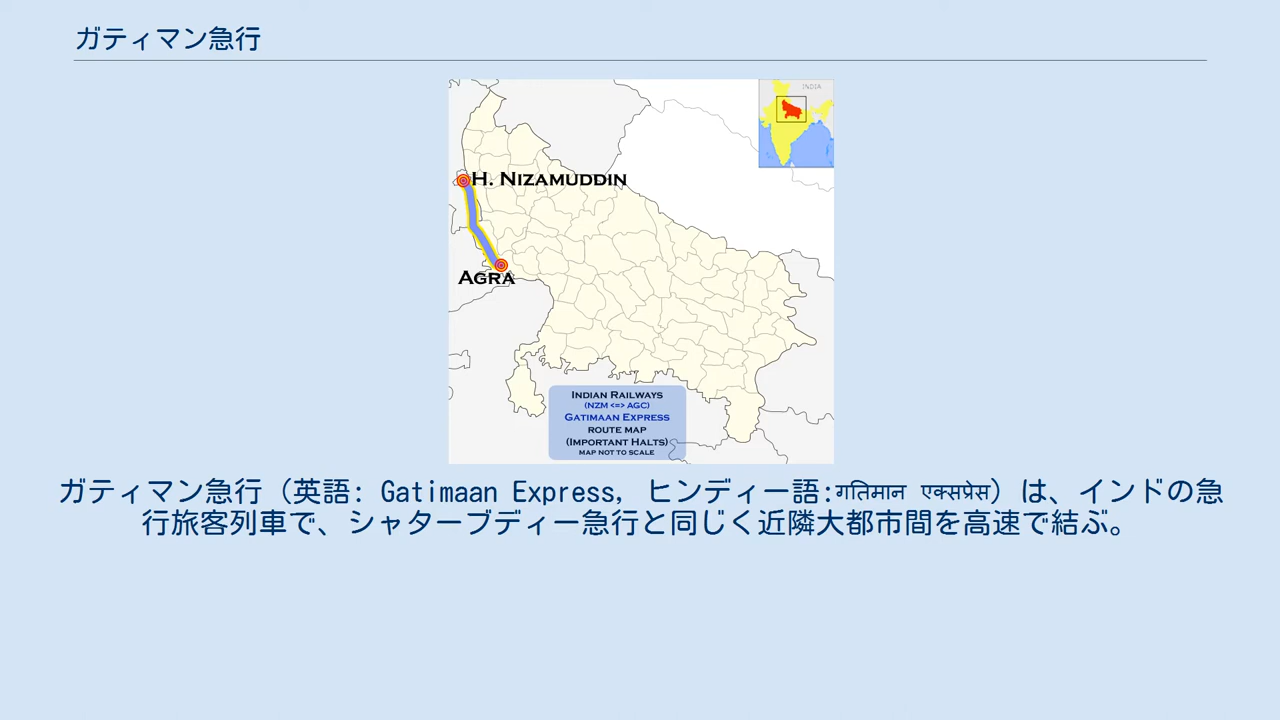 ガティマン急行
INDIA
H. NIZAMUDDIN
AGRA
INDIAN RAILWAYS
(NZM <=> AGC)
GATIMAAN EXPRESS
ROUTE MAP
(IMPORTANT HALTS)
MAP NOT TO SCALE
ガティマン急行（英語: Gatimaan Express, ヒンディー語:गतिमान एक्सप्रेस）は、インドの急
行旅客列車で、シャターブディー急行と同じく近隣大都市間を高速で結ぶ。